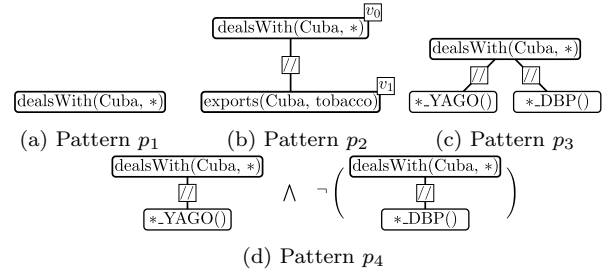 dealsWith(Cuba, *) v0
//
dealsWith(Cuba, *) exports(Cuba, tobacco) v1
dealsWith(Cuba, *)
// //
*_YAGO() *_DBP()
(a) Pattern p1 (b) Pattern p2 (c) Pattern p3
dealsWith(Cuba, *) ∧ ¬ ( dealsWith(Cuba, *) )
// //
*_YAGO() *_DBP()
(d) Pattern p4